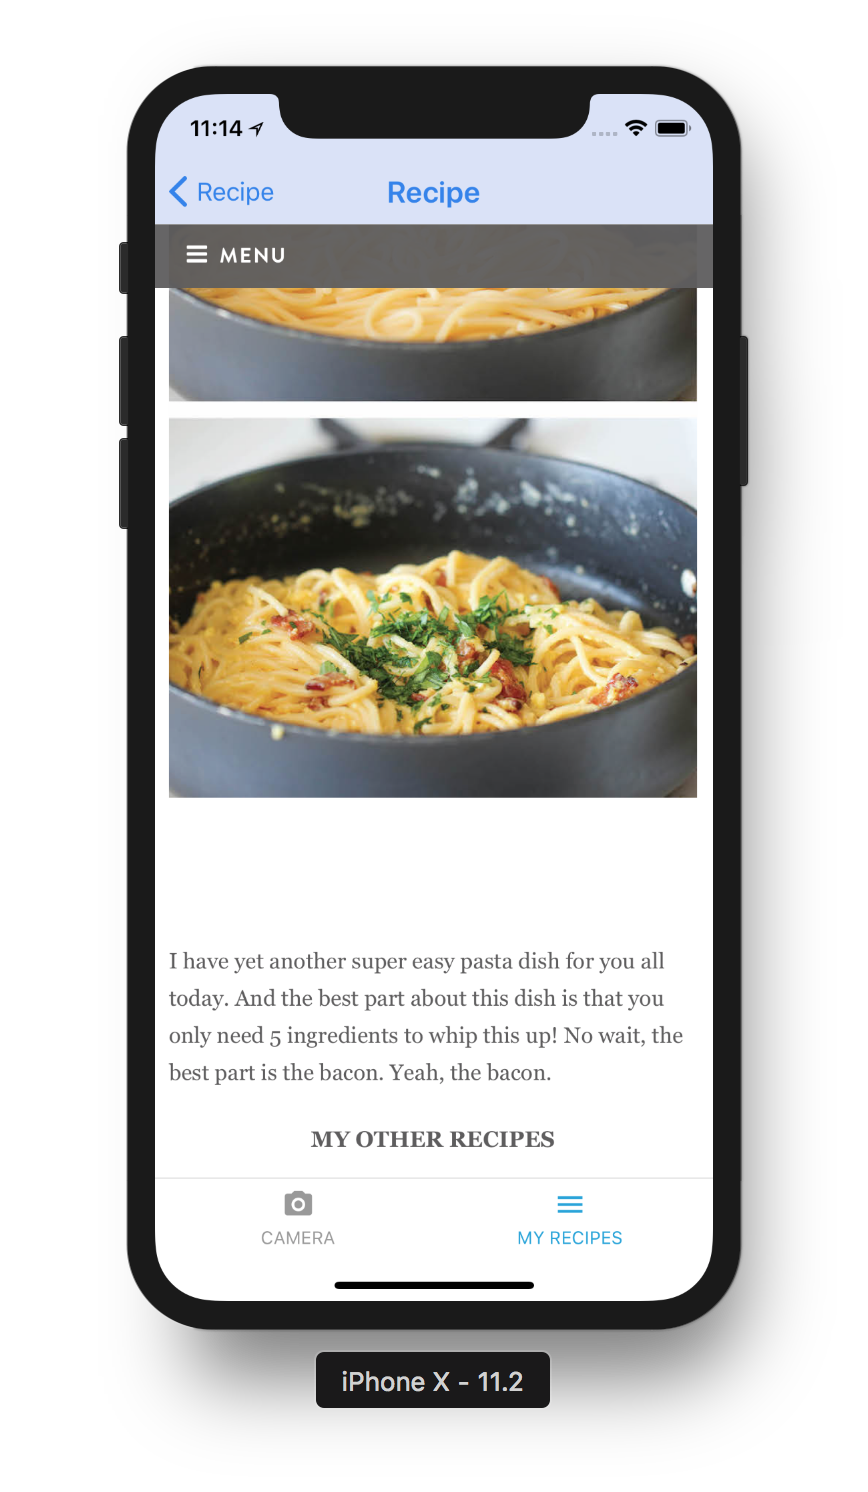 11:14
Recipe
Recipe
MENU
I have yet another super easy pasta dish for you all
today. And the best part about this dish is that you
only need 5 ingredients to whip this up! No wait, the
best part is the bacon. Yeah, the bacon.
MY OTHER RECIPES
CAMERA
MY RECIPES
iPhone X - 11.2